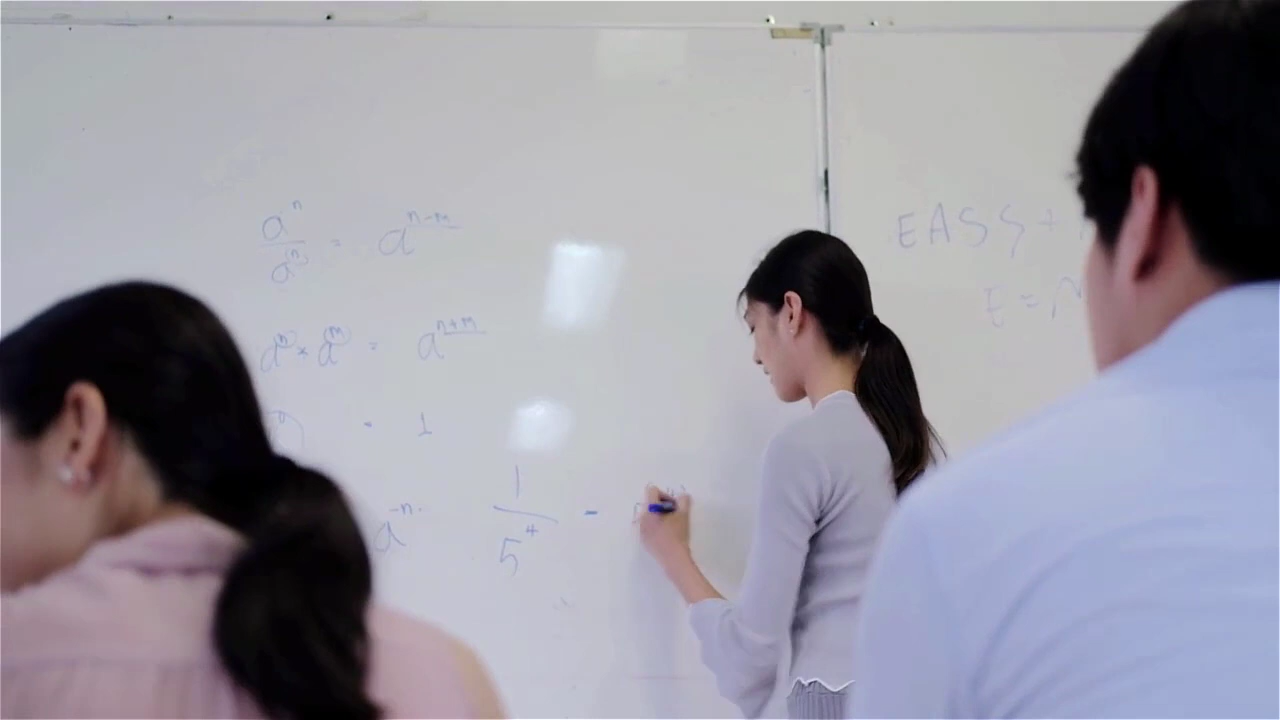 aⁿ/aᵐ = aⁿ⁻ᵐ
aⁿ * aᵐ = aⁿ⁺ᵐ
= 1
a⁻ⁿ 1/5⁴ =
EASS +
E =